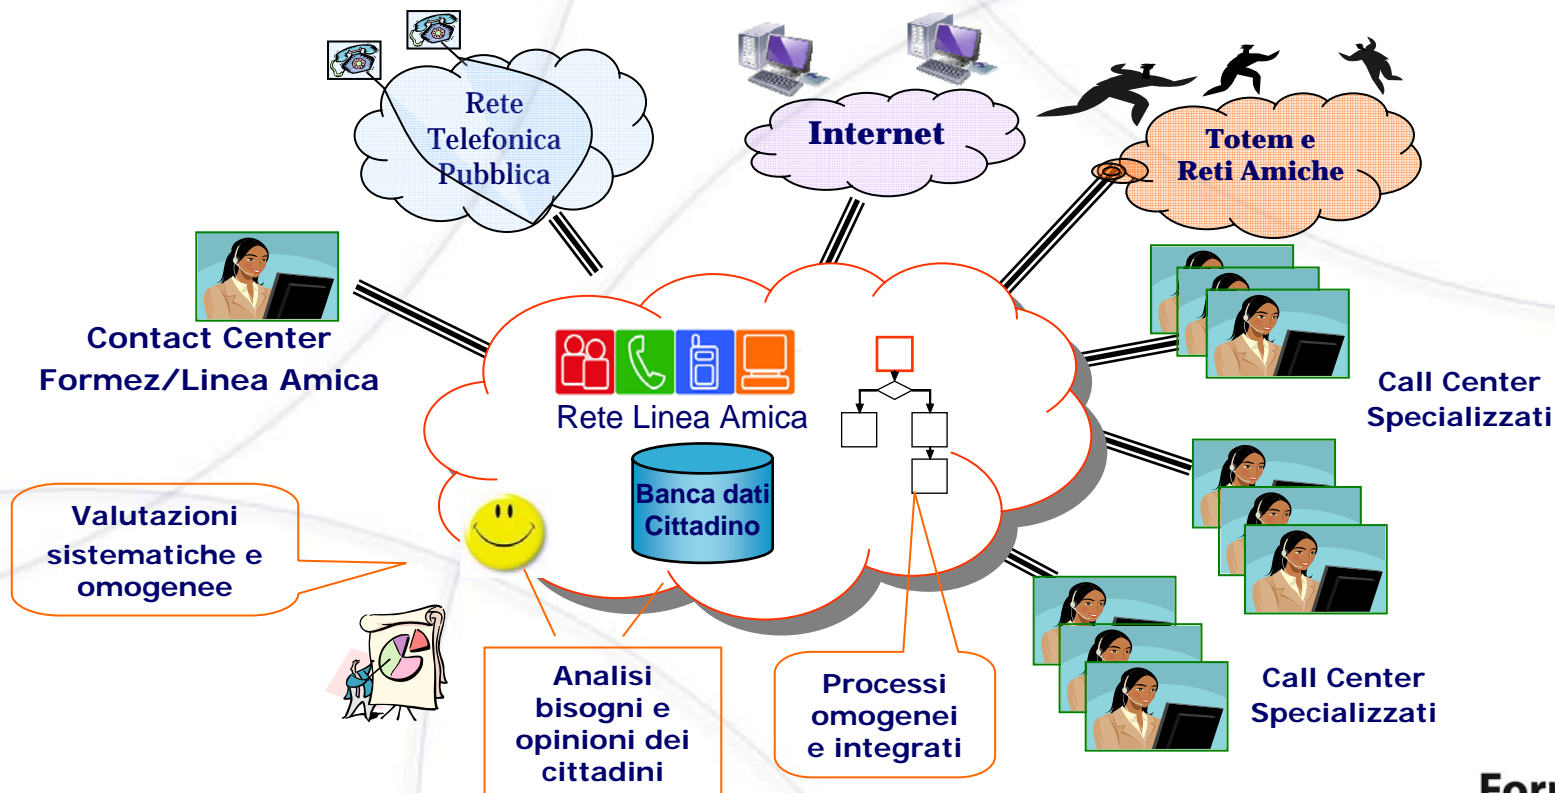 Rete
Telefonica
Pubblica
Internet
Totem e
Reti Amiche
Contact Center
Formez/Linea Amica
Rete Linea Amica
Banca dati
Cittadino
Call Center
Specializzati
Valutazioni
sistematiche e
omogenee
Analisi
bisogni e
opinioni dei
cittadini
Processi
omogenei
e integrati
Call Center
Specializzati